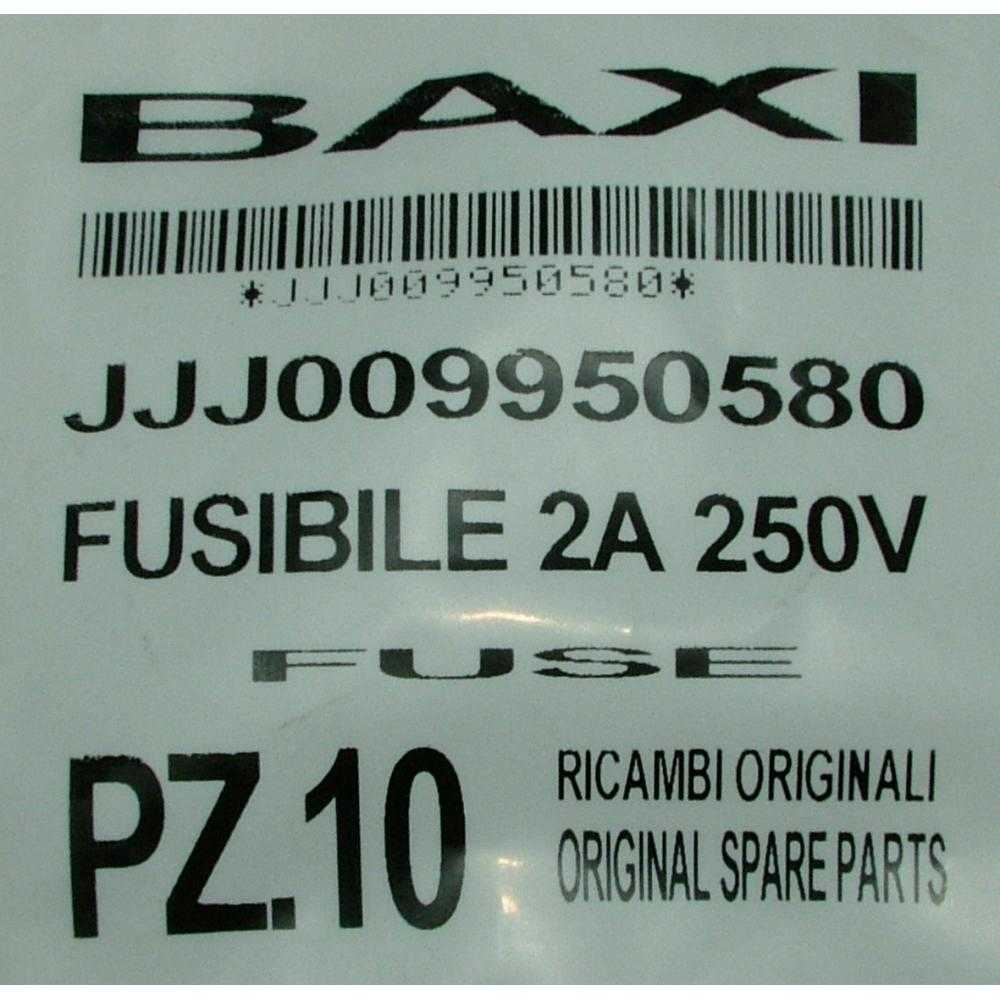 BAXI
*JJJ009950580*
JJJ009950580
FUSIBILE 2A 250V
FUSE
PZ.10
RICAMBI ORIGINALI
ORIGINAL SPARE PARTS